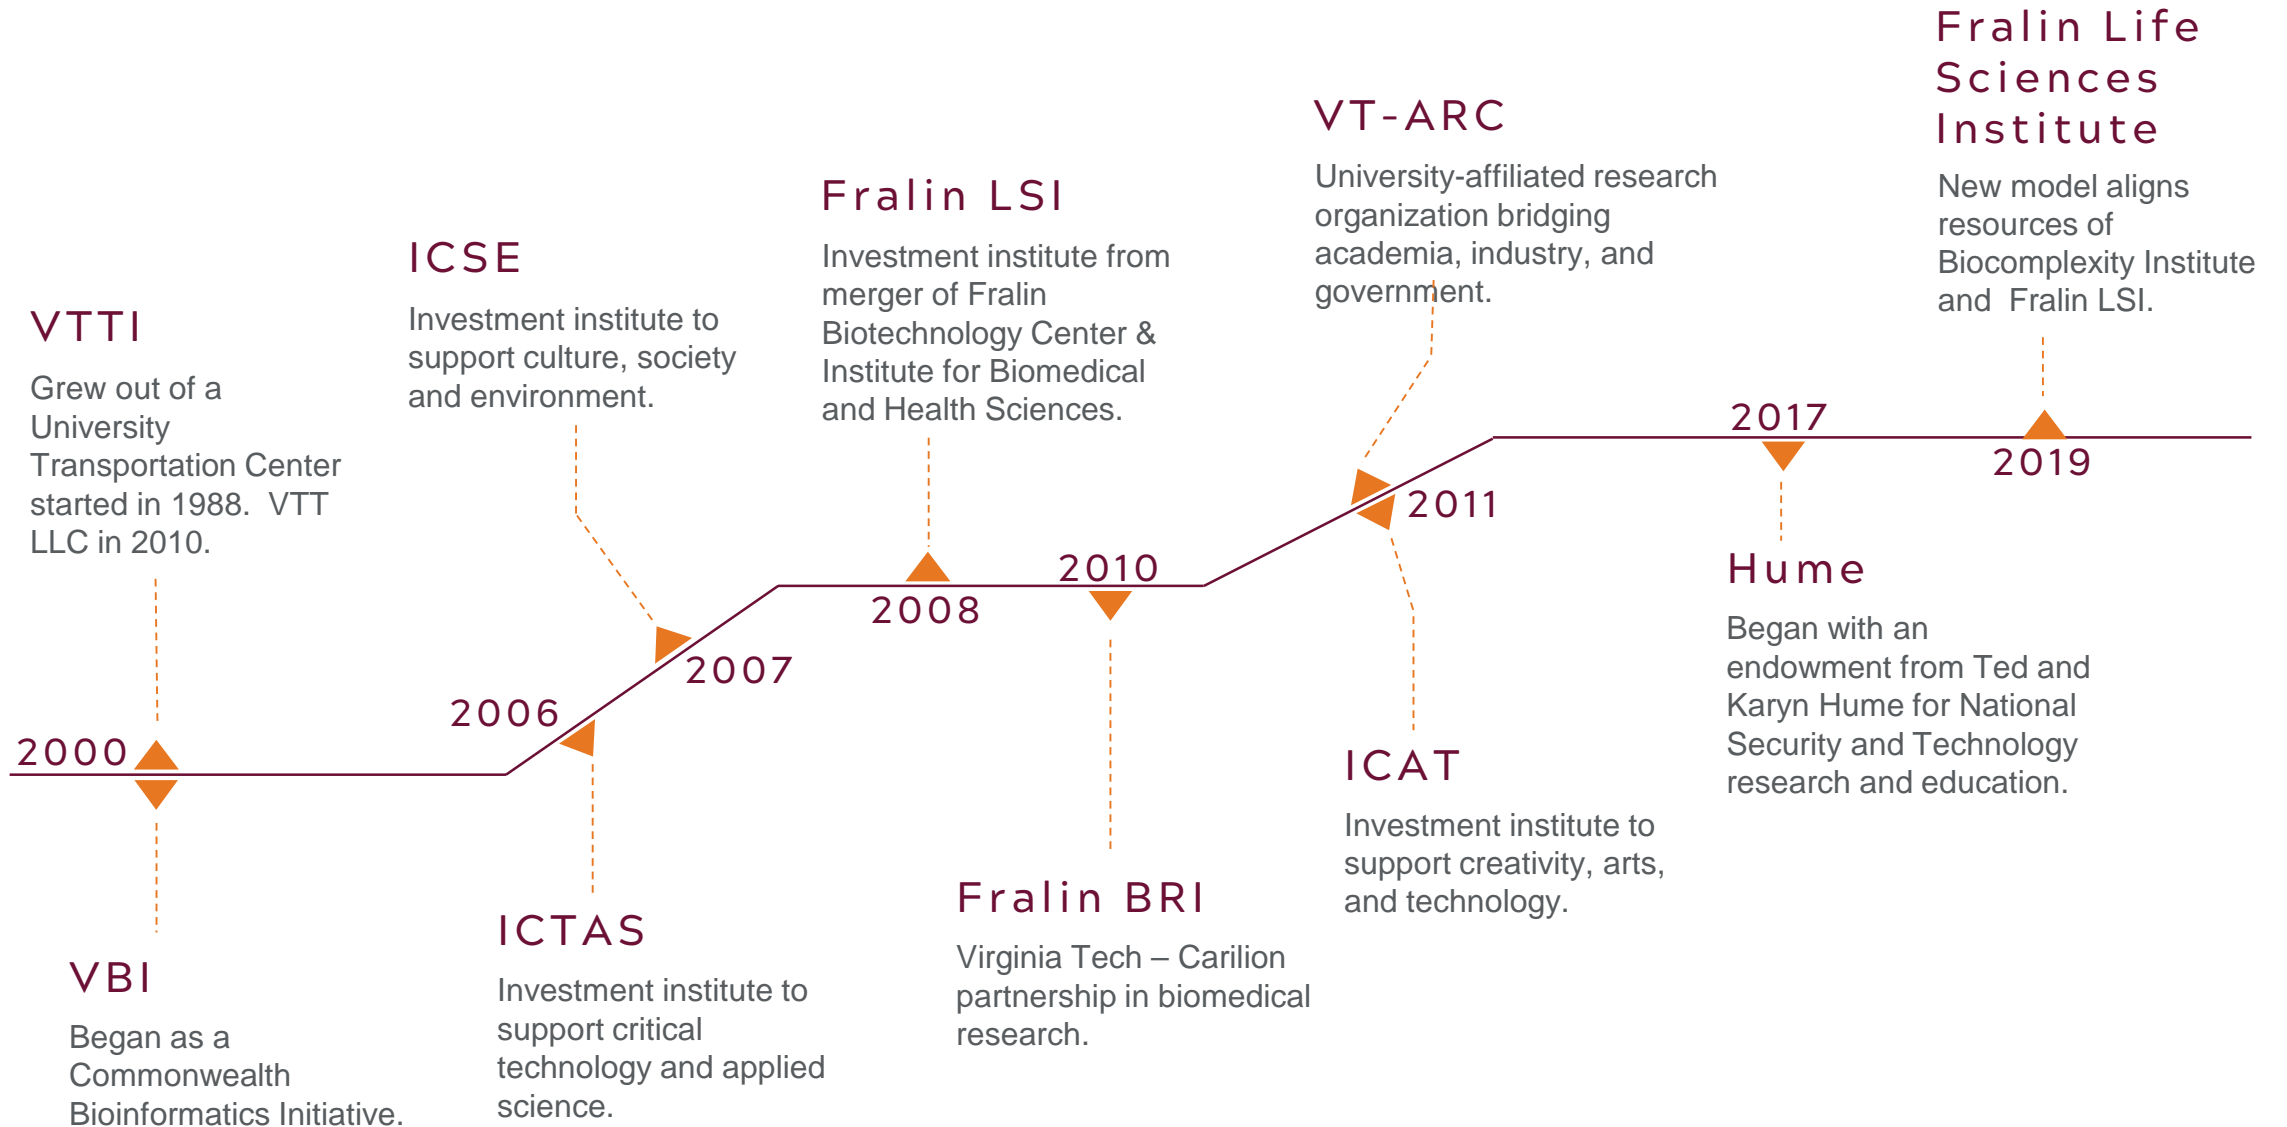 VTTI
Grew out of a
University
Transportation Center
started in 1988.  VTT
LLC in 2010.
2000
VBI
Began as a
Commonwealth
Bioinformatics Initiative.
ICSE
Investment institute to
support culture, society
and environment.
2006
2007
ICTAS
Investment institute to
support critical
technology and applied
science.
Fralin LSI
Investment institute from
merger of Fralin
Biotechnology Center &
Institute for Biomedical
and Health Sciences.
2008
2010
Fralin BRI
Virginia Tech – Carilion
partnership in biomedical
research.
VT-ARC
University-affiliated research
organization bridging
academia, industry, and
government.
2011
ICAT
Investment institute to
support creativity, arts,
and technology.
2017
Hume
Began with an
endowment from Ted and
Karyn Hume for National
Security and Technology
research and education.
Fralin Life
Sciences
Institute
New model aligns
resources of
Biocomplexity Institute
and  Fralin LSI.
2019